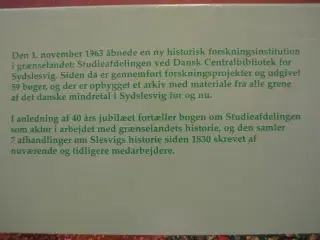 Den 1. november 1963 åbnede en ny historisk forskningsinstitution
i grænselandet: Studieafdelingen ved Dansk Centralbibliotek for
Sydslesvig. Siden da er gennemført forskningsprojekter og udgivet
59 bøger, og der er opbygget et arkiv med materiale fra alle grene
af det danske mindretal i Sydslesvig før og nu.
I anledning af 40 års jubilæet fortæller bogen om Studieafdelingen
som aktør i arbejdet med grænselandets historie, og den samler
7 afhandlinger om Slesvigs historie siden 1830 skrevet af
nuværende og tidligere medarbejdere.